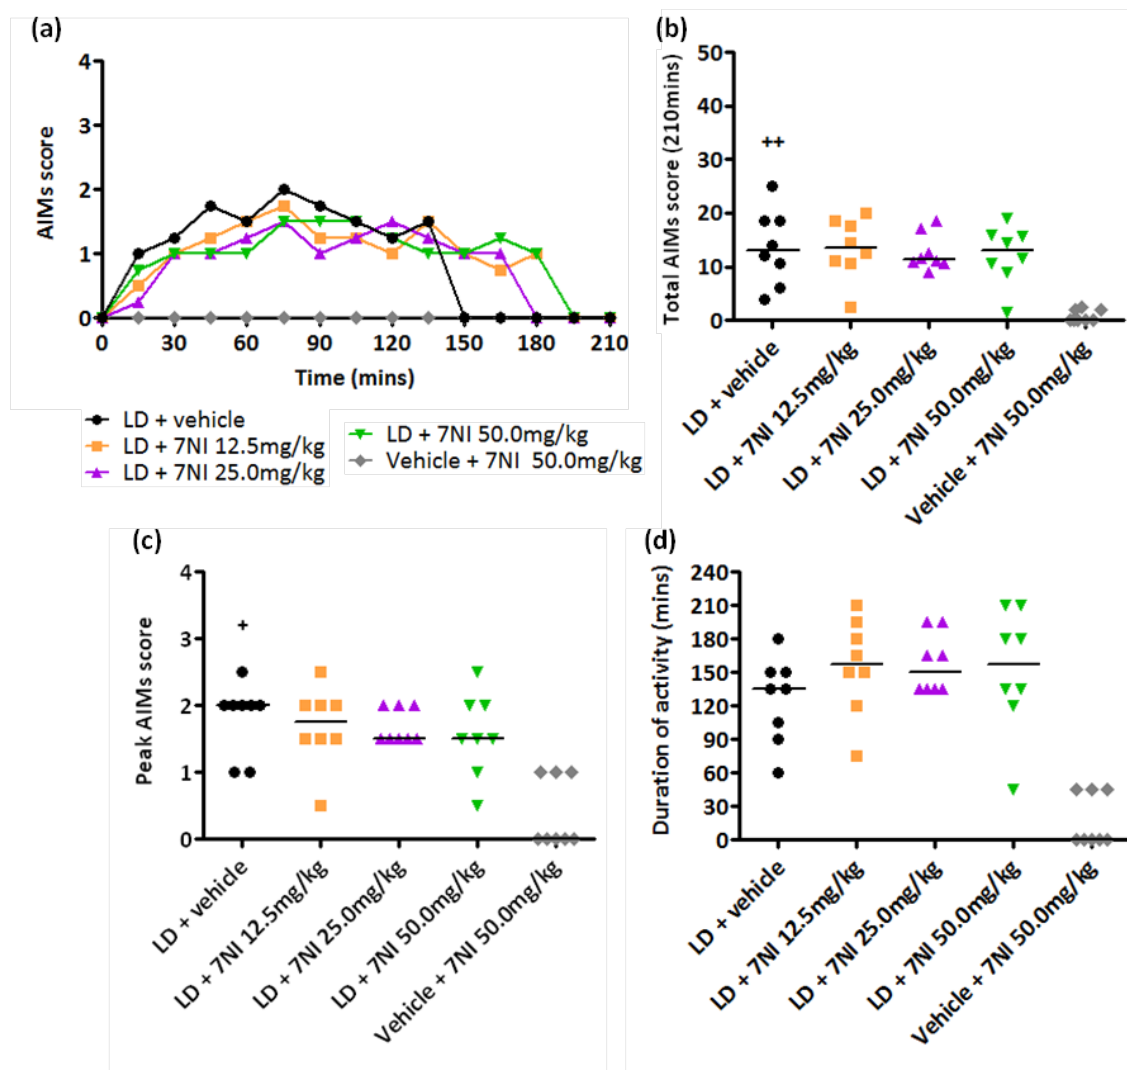 (a)
AIMs score
4
3
2
1
0
0 30 60 90 120 150 180 210
Time (mins)
LD + vehicle
LD + 7NI 12.5mg/kg
LD + 7NI 25.0mg/kg
LD + 7NI 50.0mg/kg
Vehicle + 7NI 50.0mg/kg
(b)
Total AIMs score (210mins)
50
40
30
20
10
0
++
LD + vehicle
LD + 7NI 12.5mg/kg
LD + 7NI 25.0mg/kg
LD + 7NI 50.0mg/kg
Vehicle + 7NI 50.0mg/kg
(c)
Peak AIMs score
4
3
2
1
0
+
LD + vehicle
LD + 7NI 12.5mg/kg
LD + 7NI 25.0mg/kg
LD + 7NI 50.0mg/kg
Vehicle + 7NI 50.0mg/kg
(d)
Duration of activity (mins)
240
210
180
150
120
90
60
30
0
LD + vehicle
LD + 7NI 12.5mg/kg
LD + 7NI 25.0mg/kg
LD + 7NI 50.0mg/kg
Vehicle + 7NI 50.0mg/kg